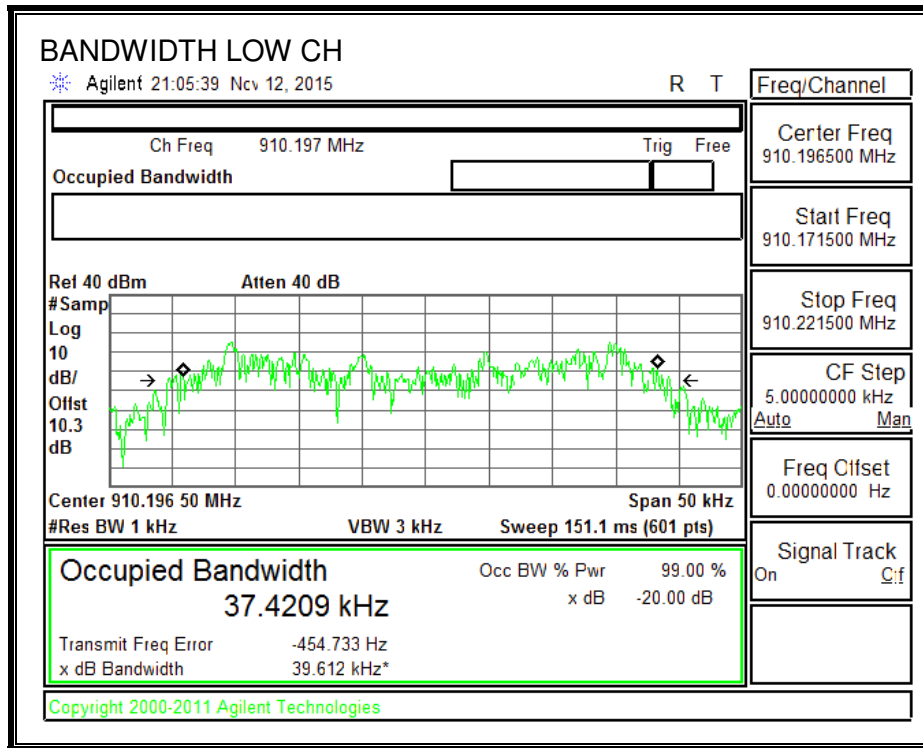 BANDWIDTH LOW CH
Agilent 21:05:39 Nov 12, 2015 R T
Freq/Channel
Ch Freq 910.197 MHz Trig Free
Occupied Bandwidth
Center Freq
910.196500 MHz
Start Freq
910.171500 MHz
Stop Freq
910.221500 MHz
CF Step
5.00000000 kHz
Auto Man
Freq Offset
0.00000000 Hz
Signal Track
On Off
Ref 40 dBm Atten 40 dB
#Samp
Log
10
dB/
Offst
10.3
dB
Center 910.196 50 MHz Span 50 kHz
#Res BW 1 kHz VBW 3 kHz Sweep 151.1 ms (601 pts)
Occupied Bandwidth Occ BW % Pwr 99.00 %
37.4209 kHz x dB -20.00 dB
Transmit Freq Error -454.733 Hz
x dB Bandwidth 39.612 kHz*
Copyright 2000-2011 Agilent Technologies